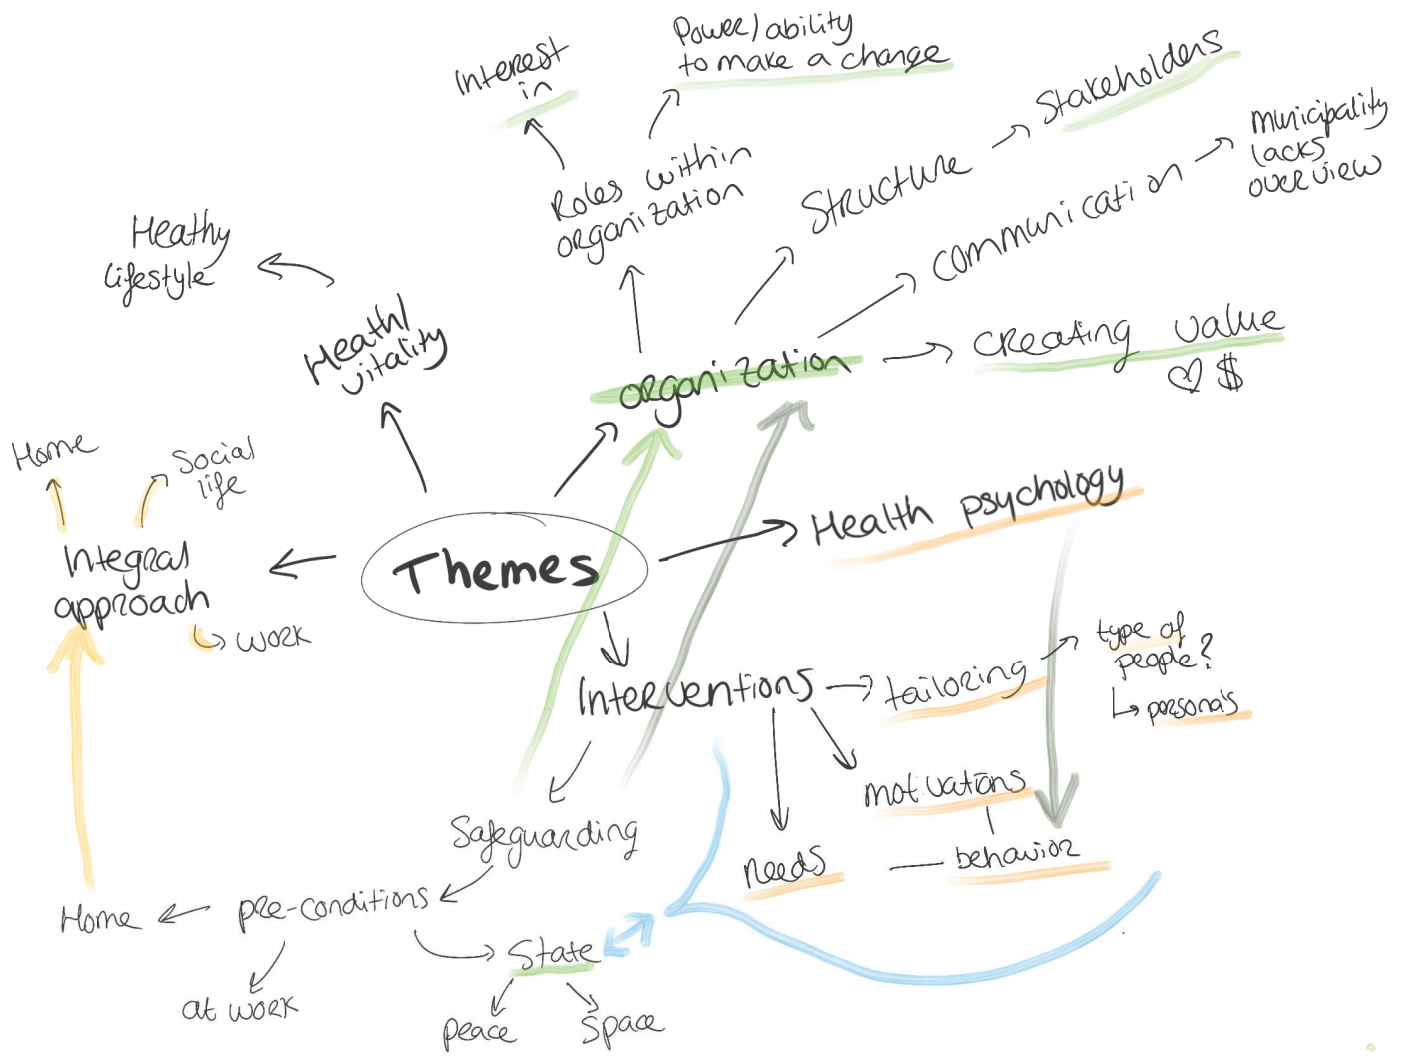 Power/ability
to make a change
Interest
in
Stakeholders
Municipality
lacks
overview
Roles within
organization
Structure
communication
Heathy
lifestyle
Heath/
vitality
organization
creating value
♡ $
Home
Social
life
Health psychology
Integral
approach
work
Themes
Interventions
tailoring
type of
people?
persona's
motivations
Safeguarding
needs
behavior
pre-conditions
Home
State
at work
peace
Space